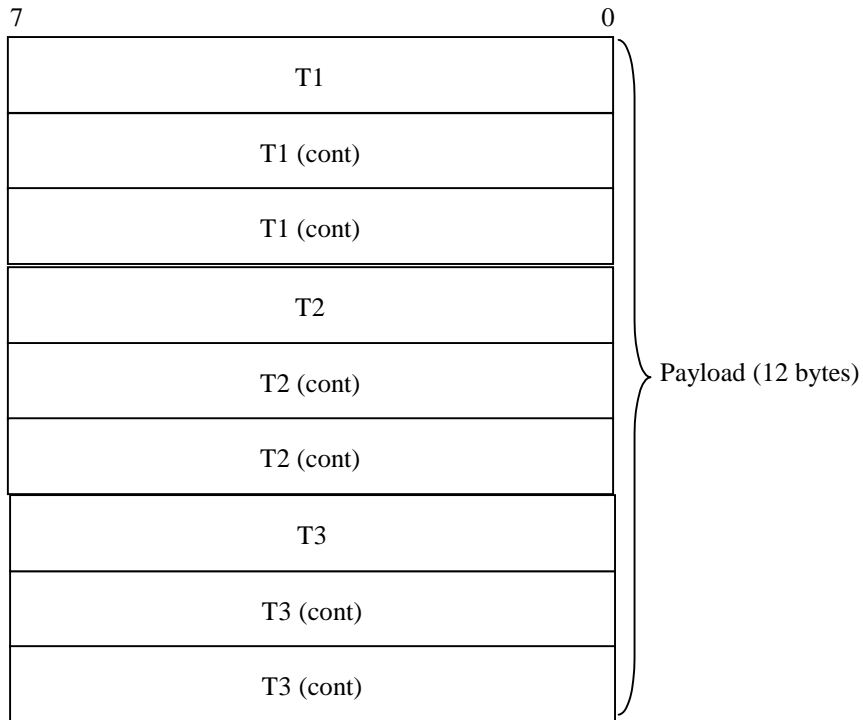 7 0
T1
T1 (cont)
T1 (cont)
T2
T2 (cont)
Payload (12 bytes)
T2 (cont)
T3
T3 (cont)
T3 (cont)